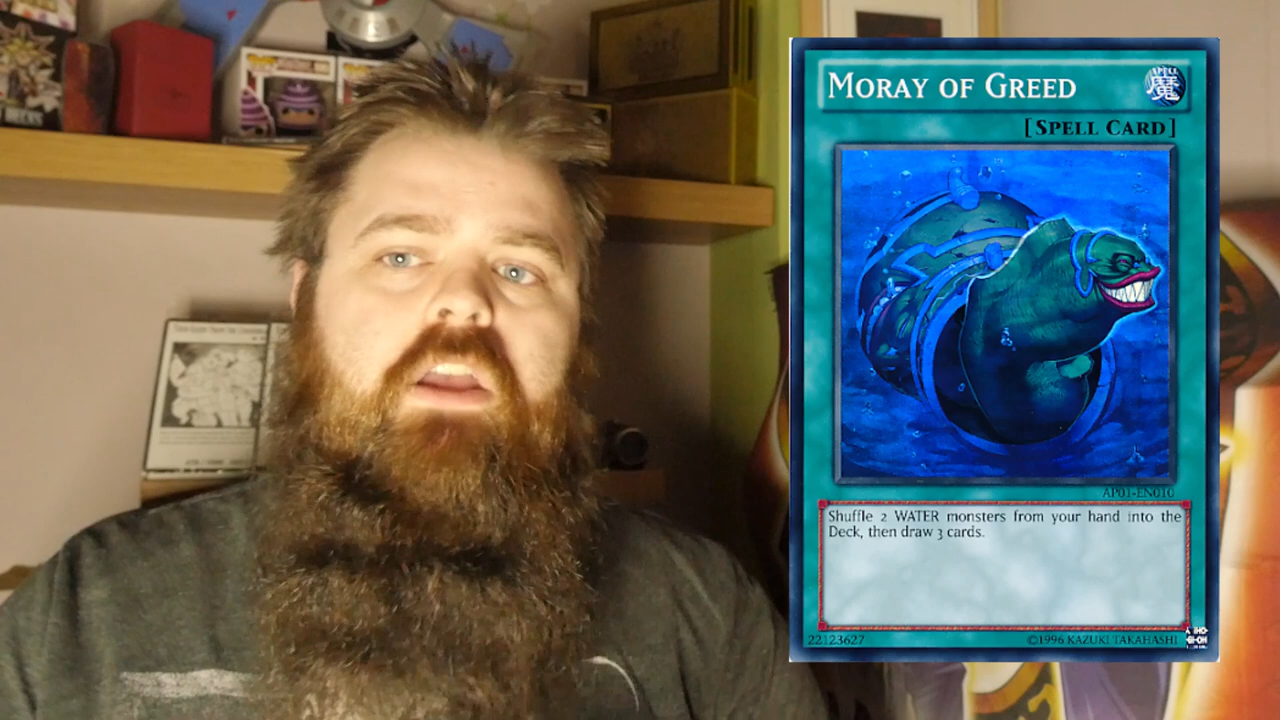 MORAY OF GREED
SPELL
魔
[SPELL CARD]
AP01-EN010
Shuffle 2 WATER monsters from your hand into the
Deck, then draw 3 cards.
22123627
©1996 KAZUKI TAKAHASHI